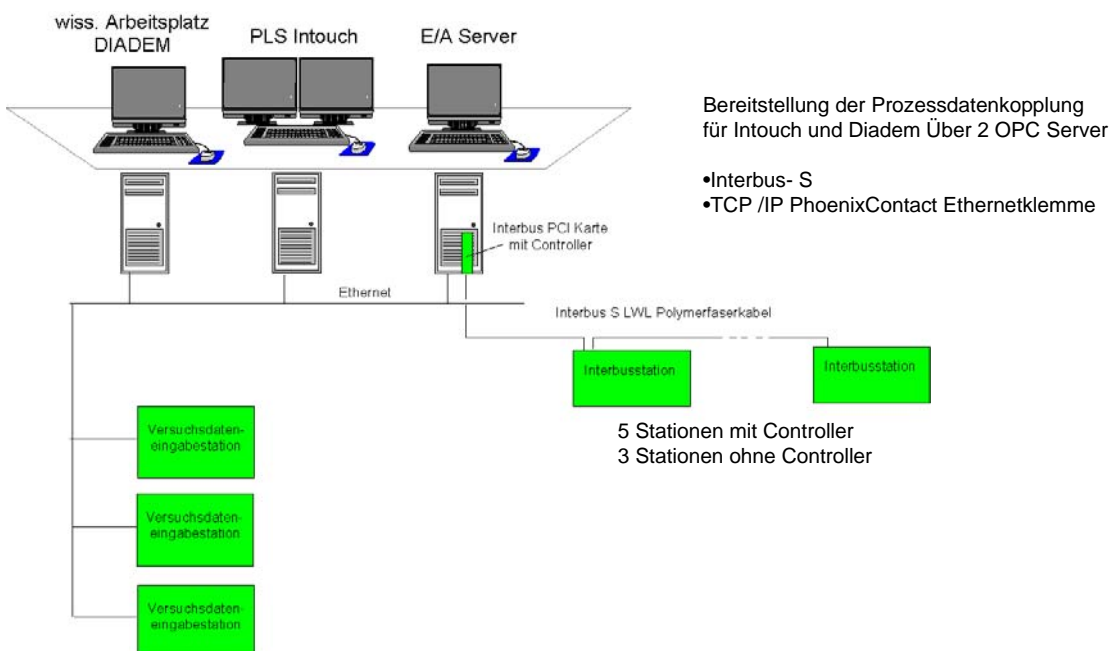 wiss. Arbeitsplatz
DIADEM
PLS Intouch
E/A Server
Bereitstellung der Prozessdatenkopplung
für Intouch und Diadem Über 2 OPC Server
•Interbus- S
•TCP /IP PhoenixContact Ethernetklemme
Interbus PCI Karte
mit Controller
Ethernet
Interbus S LWL Polymerfaserkabel
Interbusstation
Interbusstation
5 Stationen mit Controller
3 Stationen ohne Controller
Versuchsdaten-
eingabestation
Versuchsdaten-
eingabestation
Versuchsdaten-
eingabestation